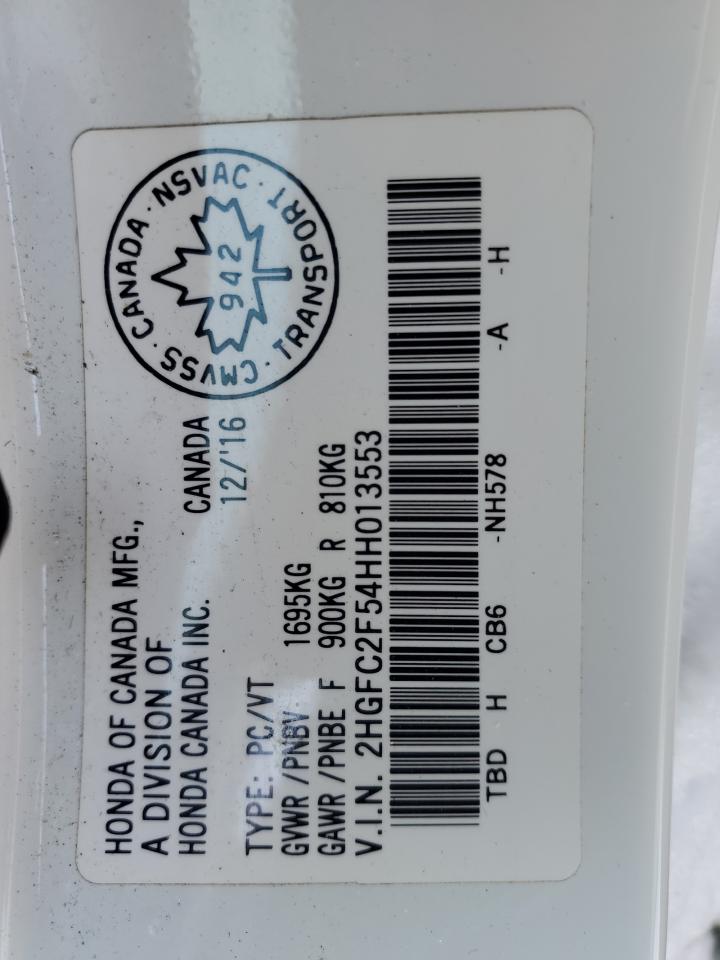 HONDA OF CANADA MFG.,
A DIVISION OF
HONDA CANADA INC.
CANADA
12/'16
CMVSS · CANADA · NSVAC · TRANSPORT ·
942
TYPE: PC/VT
GVWR /PNBV 1695KG
GAWR /PNBE F 900KG R 810KG
V.I.N. 2HGFC2F54HH013553
TBD H CB6 -NH578 -A -H